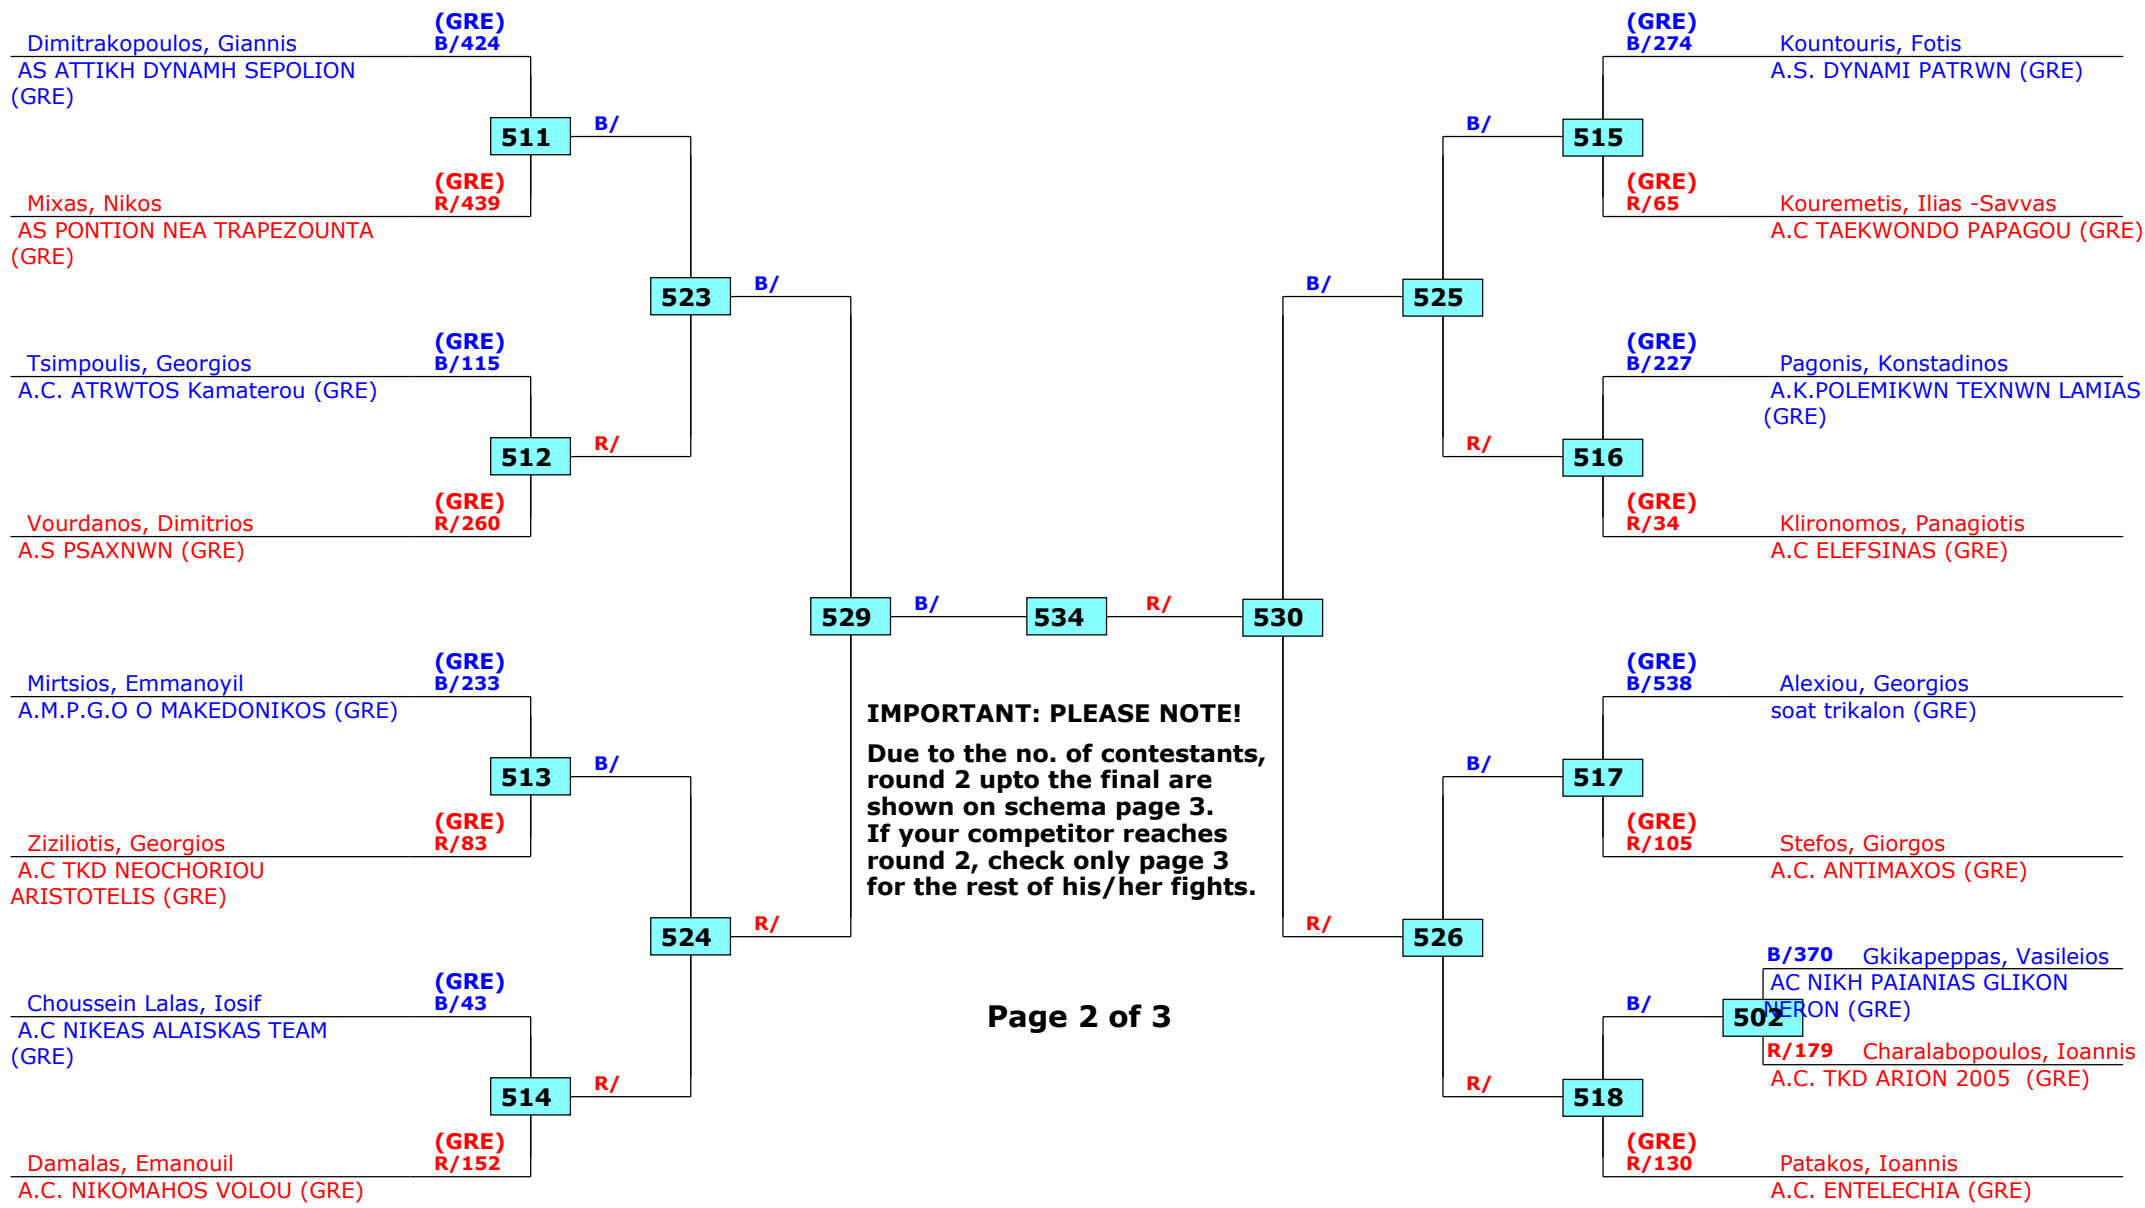 (GRE)
Dimitrakopoulos, Giannis B/424
AS ATTIKH DYNAMH SEPOLION
(GRE)
511 B/
(GRE)
Mixas, Nikos R/439
AS PONTION NEA TRAPEZOUNTA
(GRE)
523 B/
(GRE)
Tsimpoulis, Georgios B/115
A.C. ATRWTOS Kamaterou (GRE)
512 R/
(GRE)
Vourdanos, Dimitrios R/260
A.S PSAXNWN (GRE)
529 B/ 534 R/ 530
(GRE)
Mirtsios, Emmanoyil B/233
A.M.P.G.O O MAKEDONIKOS (GRE)
513 B/
(GRE)
Ziziliotis, Georgios R/83
A.C TKD NEOCHORIOU
ARISTOTELIS (GRE)
524 R/
(GRE)
Choussein Lalas, Iosif B/43
A.C NIKEAS ALAISKAS TEAM
(GRE)
514 R/
(GRE)
Damalas, Emanouil R/152
A.C. NIKOMAHOS VOLOU (GRE)
IMPORTANT: PLEASE NOTE!
Due to the no. of contestants,
round 2 upto the final are
shown on schema page 3.
If your competitor reaches
round 2, check only page 3
for the rest of his/her fights.
Page 2 of 3
(GRE)
B/274 Kountouris, Fotis
A.S. DYNAMI PATRWN (GRE)
B/ 515
(GRE)
R/65 Kouremetis, Ilias -Savvas
A.C TAEKWONDO PAPAGOU (GRE)
B/ 525
(GRE)
B/227 Pagonis, Konstadinos
A.K.POLEMIKWN TEXNWN LAMIAS
(GRE)
R/ 516
(GRE)
R/34 Klironomos, Panagiotis
A.C ELEFSINAS (GRE)
(GRE)
B/538 Alexiou, Georgios
soat trikalon (GRE)
B/ 517
(GRE)
R/105 Stefos, Giorgos
A.C. ANTIMAXOS (GRE)
R/ 526
B/370 Gkikapeppas, Vasileios
AC NIKH PAIANIAS GLIKON
NERON (GRE)
B/ 502
R/179 Charalabopoulos, Ioannis
A.C. TKD ARION 2005 (GRE)
R/ 518
(GRE)
R/130 Patakos, Ioannis
A.C. ENTELECHIA (GRE)